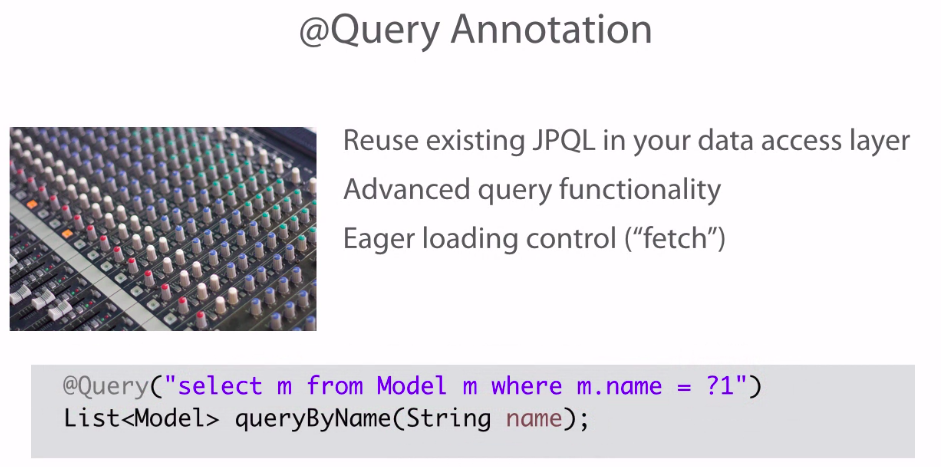 @Query Annotation
Reuse existing JPQL in your data access layer
Advanced query functionality
Eager loading control (“fetch”)
@Query("select m from Model m where m.name = ?1")
List<Model> queryByName(String name);